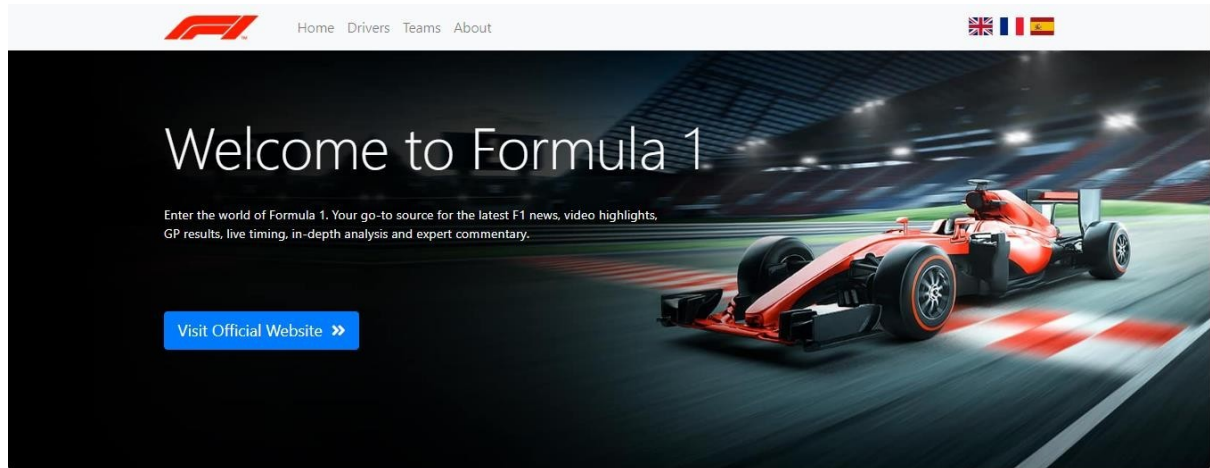 F1
Home Drivers Teams About
Welcome to Formula 1
Enter the world of Formula 1. Your go-to source for the latest F1 news, video highlights,
GP results, live timing, in-depth analysis and expert commentary.
Visit Official Website »